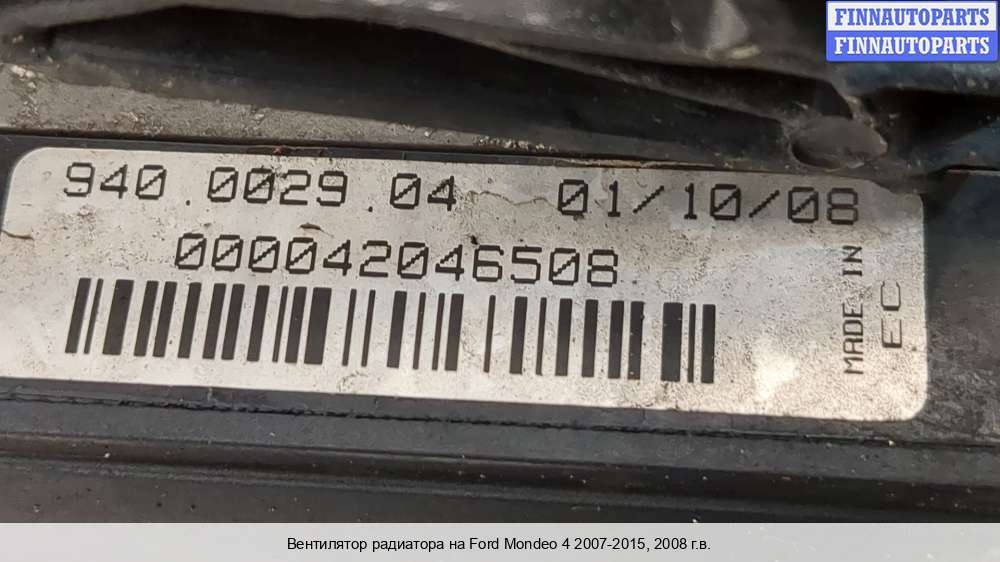 FINNAUTOPARTS
FINNAUTOPARTS
940.0029.04 01/10/08
000042046508
MADE IN
EC
Вентилятор радиатора на Ford Mondeo 4 2007-2015, 2008 г.в.